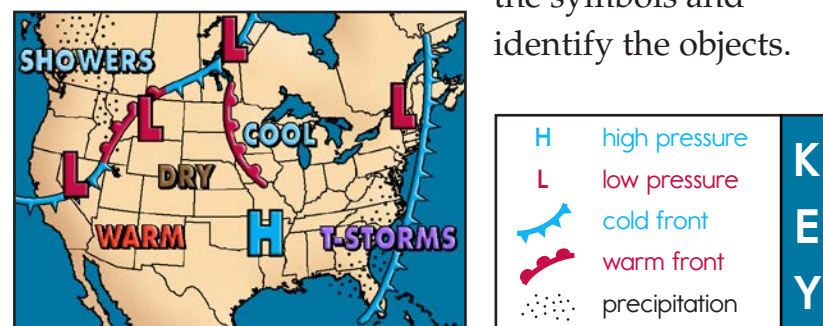 the symbols and
identify the objects.
SHOWERS
L
L
L
L
COOL
DRY
WARM
H
T-STORMS
H high pressure
L low pressure
cold front
warm front
precipitation
KEY